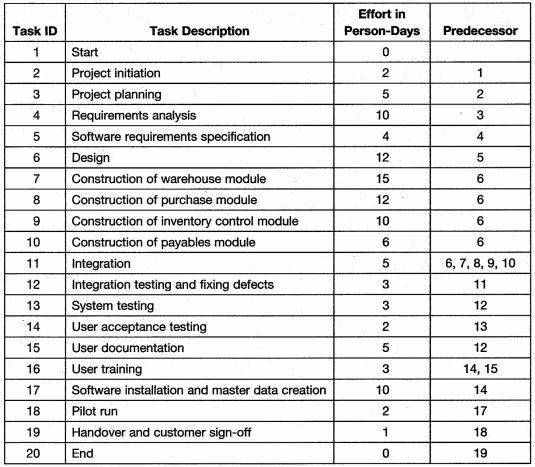 Task ID Task Description Effort in Person-Days Predecessor
1 Start 0
2 Project initiation 2 1
3 Project planning 5 2
4 Requirements analysis 10 3
5 Software requirements specification 4 4
6 Design 12 5
7 Construction of warehouse module 15 6
8 Construction of purchase module 12 6
9 Construction of inventory control module 10 6
10 Construction of payables module 6 6
11 Integration 5 6, 7, 8, 9, 10
12 Integration testing and fixing defects 3 11
13 System testing 3 12
14 User acceptance testing 2 13
15 User documentation 5 12
16 User training 3 14, 15
17 Software installation and master data creation 10 14
18 Pilot run 2 17
19 Handover and customer sign-off 1 18
20 End 0 19